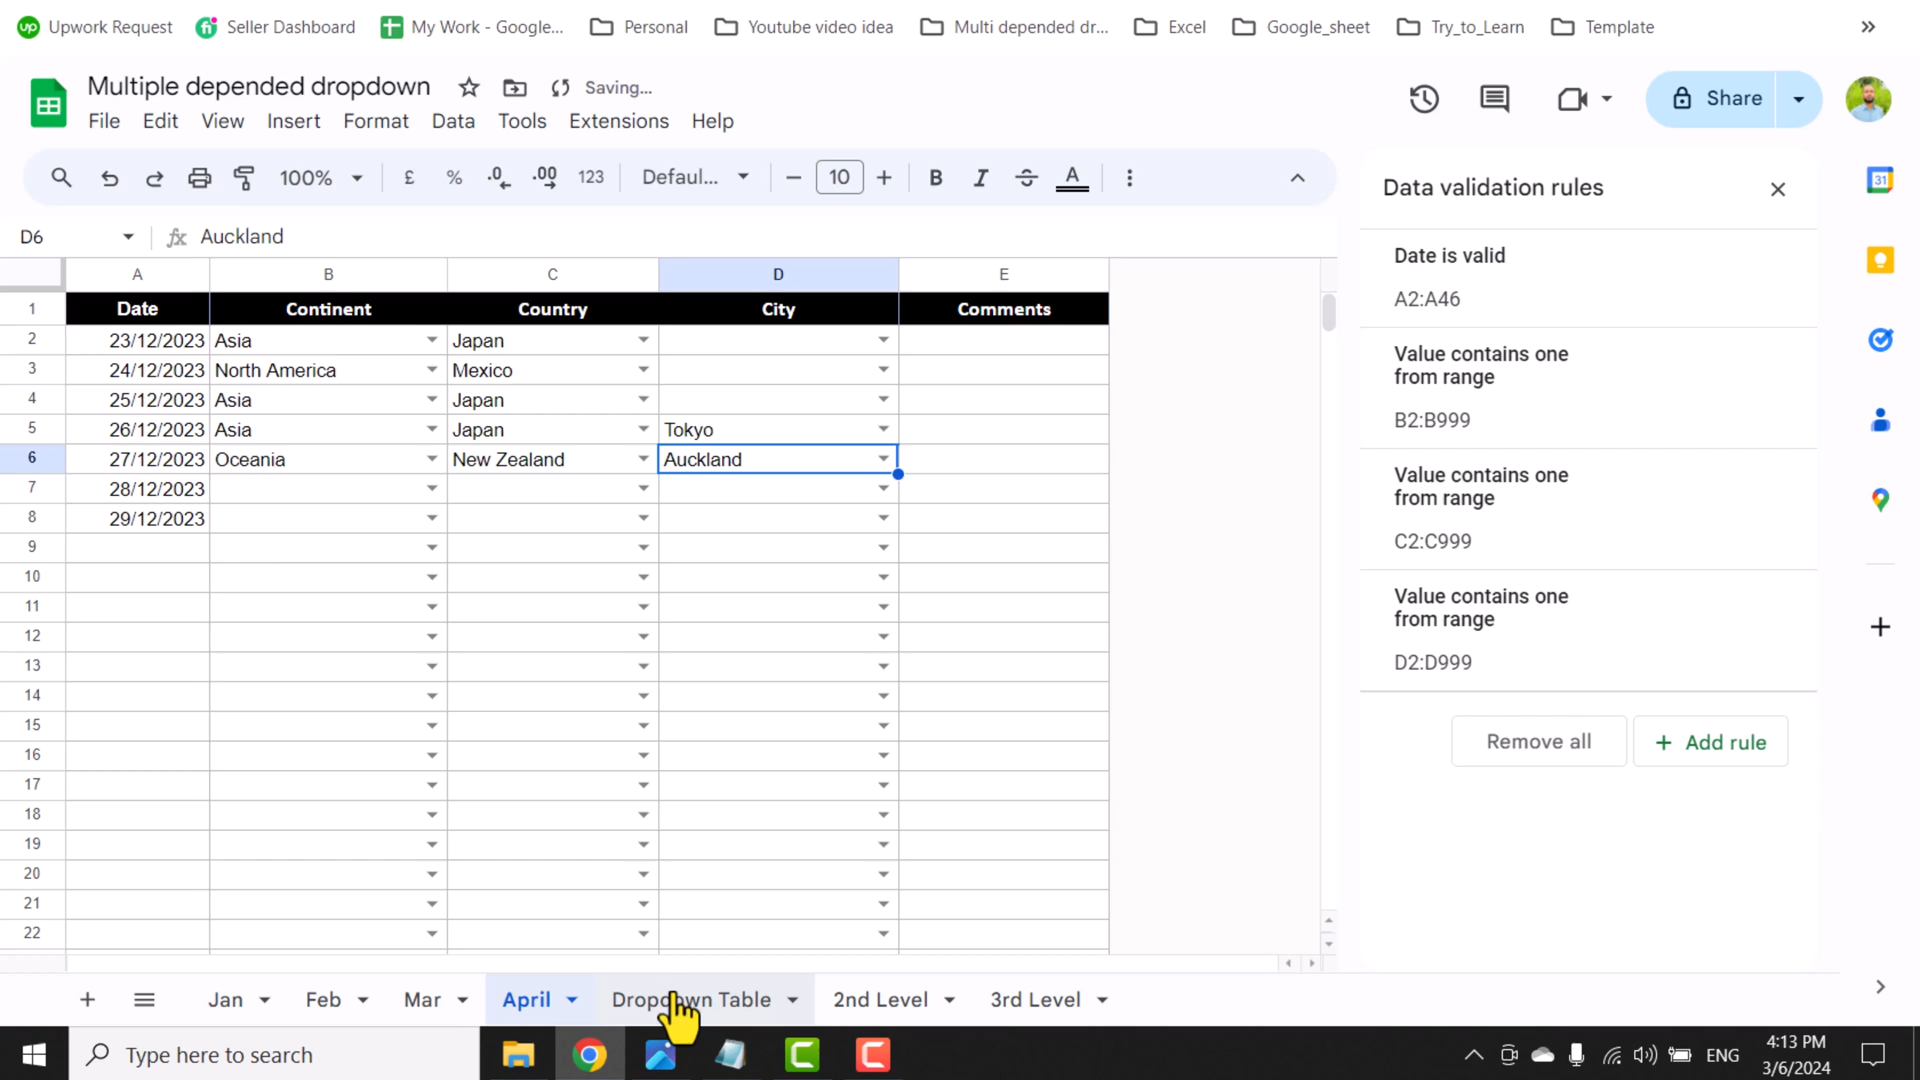 Upwork Request Seller Dashboard My Work - Google... Personal Youtube video idea Multi depended dr... Excel Google_sheet Try_to_Learn Template
Multiple depended dropdown Saving...
Share
File Edit View Insert Format Data Tools Extensions Help
100% £ % .0 .00 123 Defaul... 10 B I A
Data validation rules
D6 fx Auckland
A B C D E
1 Date Continent Country City Comments
2 23/12/2023 Asia Japan
3 24/12/2023 North America Mexico
4 25/12/2023 Asia Japan
5 26/12/2023 Asia Japan Tokyo
6 27/12/2023 Oceania New Zealand Auckland
7 28/12/2023
8 29/12/2023
9
10
11
12
13
14
15
16
17
18
19
20
21
22
Date is valid
A2:A46
Value contains one
from range
B2:B999
Value contains one
from range
C2:C999
Value contains one
from range
D2:D999
Remove all + Add rule
31
Jan Feb Mar April Dropdown Table 2nd Level 3rd Level
Type here to search
ENG
4:13 PM
3/6/2024